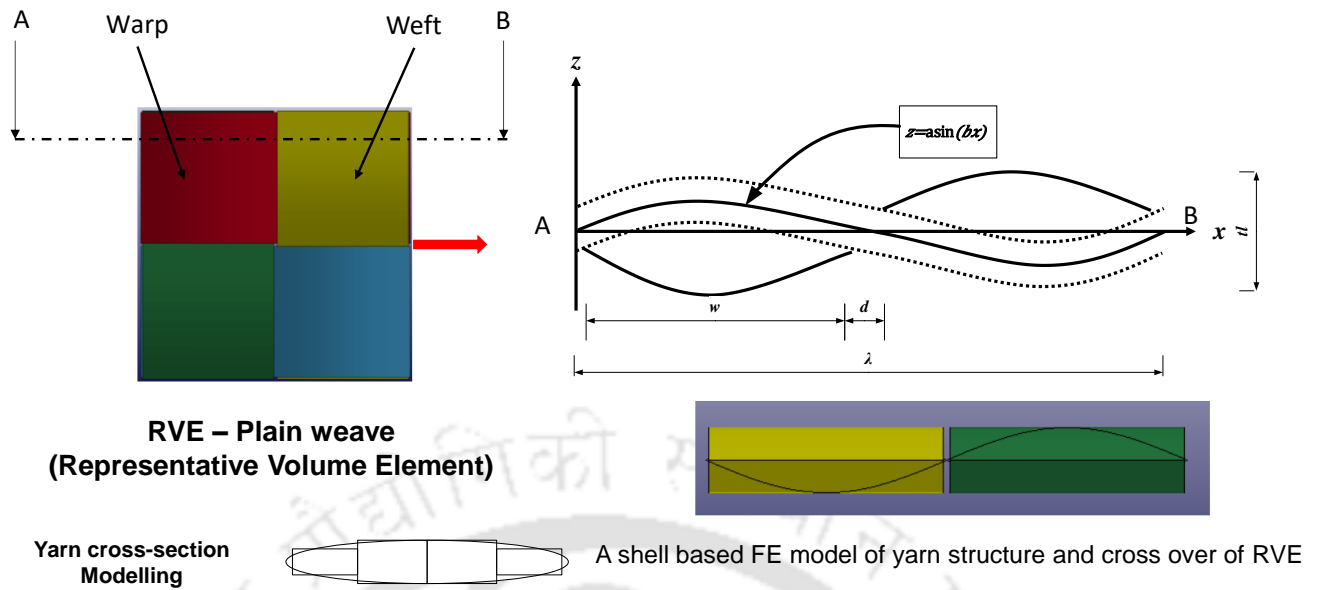 A
B
Warp
Weft
z
z=asin(bx)
A
B
x
w
d
λ
RVE – Plain weave
(Representative Volume Element)
Yarn cross-section
Modelling
A shell based FE model of yarn structure and cross over of RVE